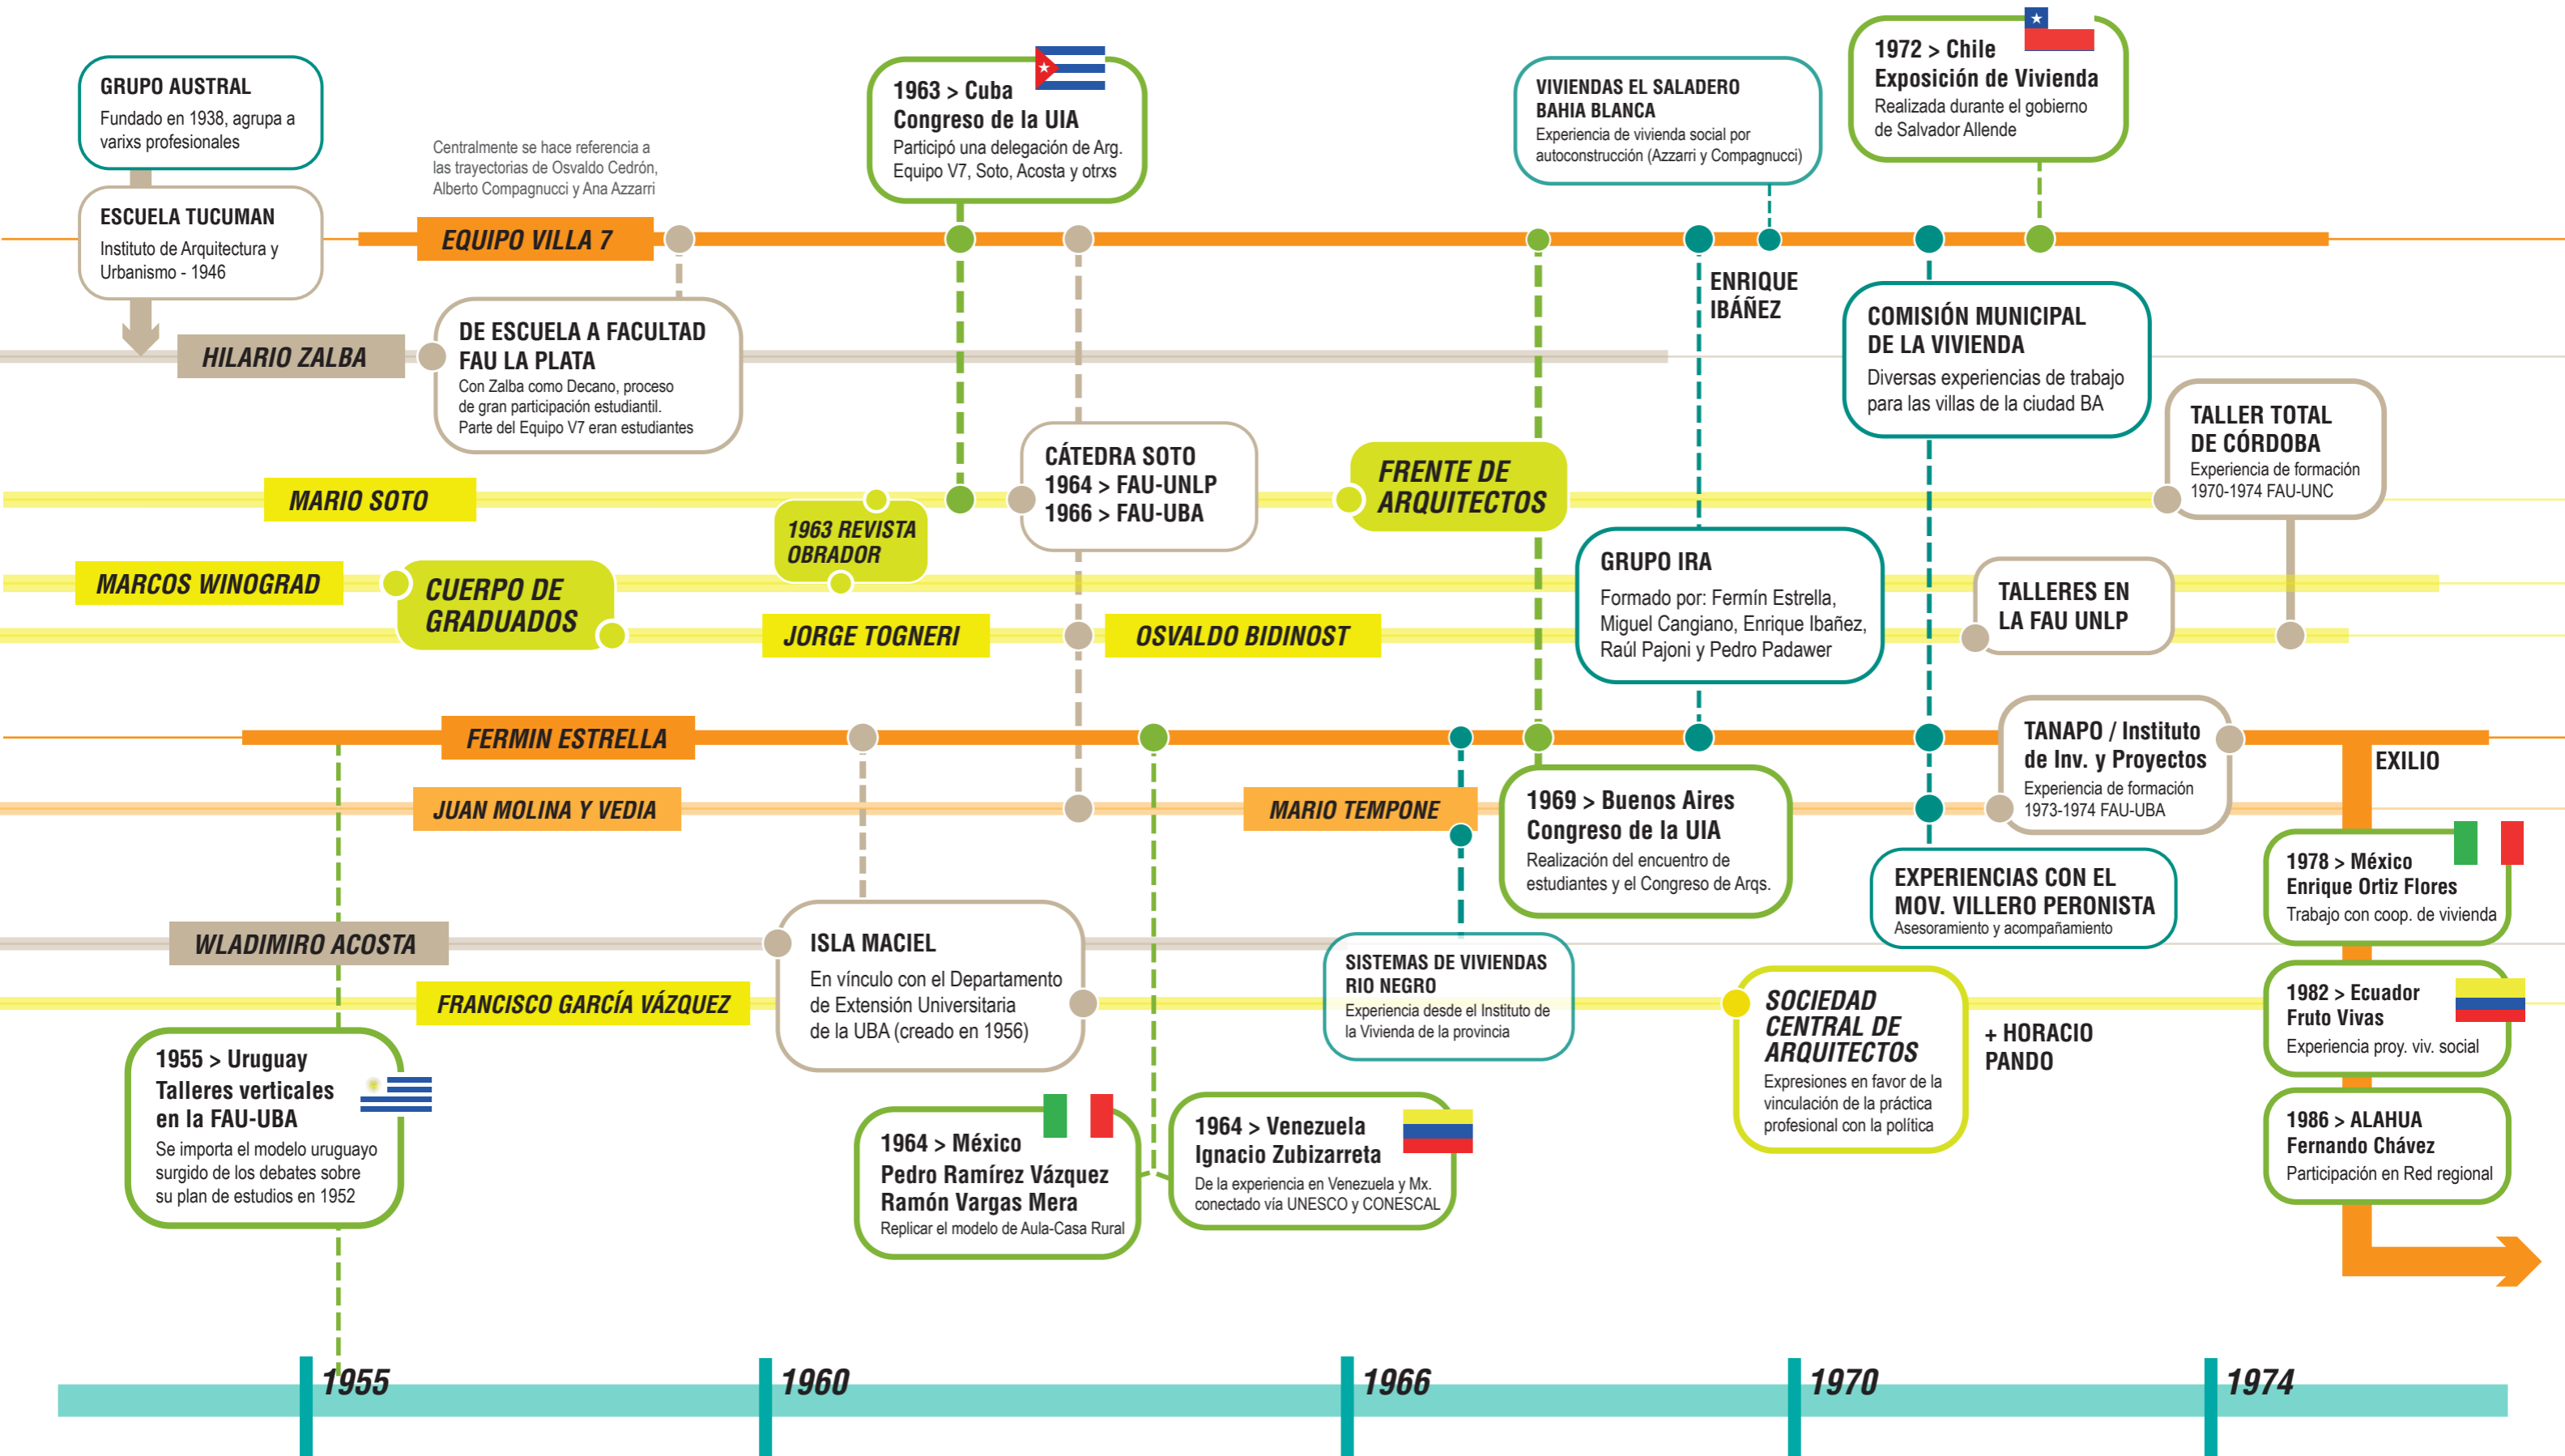 GRUPO AUSTRAL
Fundado en 1938, agrupa a
varixs profesionales
ESCUELA TUCUMAN
Instituto de Arquitectura y
Urbanismo - 1946
Centralmente se hace referencia a
las trayectorias de Osvaldo Cedrón,
Alberto Compagnucci y Ana Azzarri
1963 > Cuba
Congreso de la UIA
Participó una delegación de Arg.
Equipo V7, Soto, Acosta y otrxs
VIVIENDAS EL SALADERO
BAHIA BLANCA
Experiencia de vivienda social por
autoconstrucción (Azzarri y Compagnucci)
1972 > Chile
Exposición de Vivienda
Realizada durante el gobierno
de Salvador Allende
EQUIPO VILLA 7
ENRIQUE
IBÁÑEZ
HILARIO ZALBA
DE ESCUELA A FACULTAD
FAU LA PLATA
Con Zalba como Decano, proceso
de gran participación estudiantil.
Parte del Equipo V7 eran estudiantes
COMISIÓN MUNICIPAL
DE LA VIVIENDA
Diversas experiencias de trabajo
para las villas de la ciudad BA
TALLER TOTAL
DE CÓRDOBA
Experiencia de formación
1970-1974 FAU-UNC
MARIO SOTO
1963 REVISTA
OBRADOR
CÁTEDRA SOTO
1964 > FAU-UNLP
1966 > FAU-UBA
FRENTE DE
ARQUITECTOS
MARCOS WINOGRAD
CUERPO DE
GRADUADOS
JORGE TOGNERI
OSVALDO BIDINOST
GRUPO IRA
Formado por: Fermín Estrella,
Miguel Cangiano, Enrique Ibañez,
Raúl Pajoni y Pedro Padawer
TALLERES EN
LA FAU UNLP
FERMIN ESTRELLA
TANAPO / Instituto
de Inv. y Proyectos
Experiencia de formación
1973-1974 FAU-UBA
EXILIO
JUAN MOLINA Y VEDIA
MARIO TEMPONE
1969 > Buenos Aires
Congreso de la UIA
Realización del encuentro de
estudiantes y el Congreso de Arqs.
EXPERIENCIAS CON EL
MOV. VILLERO PERONISTA
Asesoramiento y acompañamiento
1978 > México
Enrique Ortiz Flores
Trabajo con coop. de vivienda
WLADIMIRO ACOSTA
ISLA MACIEL
En vínculo con el Departamento
de Extensión Universitaria
de la UBA (creado en 1956)
SISTEMAS DE VIVIENDAS
RIO NEGRO
Experiencia desde el Instituto de
la Vivienda de la provincia
FRANCISCO GARCÍA VÁZQUEZ
SOCIEDAD
CENTRAL DE
ARQUITECTOS
Expresiones en favor de la
vinculación de la práctica
profesional con la política
+ HORACIO
PANDO
1982 > Ecuador
Fruto Vivas
Experiencia proy. viv. social
1955 > Uruguay
Talleres verticales
en la FAU-UBA
Se importa el modelo uruguayo
surgido de los debates sobre
su plan de estudios en 1952
1964 > México
Pedro Ramírez Vázquez
Ramón Vargas Mera
Replicar el modelo de Aula-Casa Rural
1964 > Venezuela
Ignacio Zubizarreta
De la experiencia en Venezuela y Mx.
conectado vía UNESCO y CONESCAL
1986 > ALAHUA
Fernando Chávez
Participación en Red regional
1955
1960
1966
1970
1974